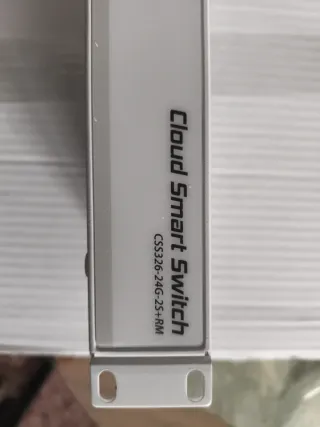 Cloud Smart Switch
CSS326-24G-2S+RM